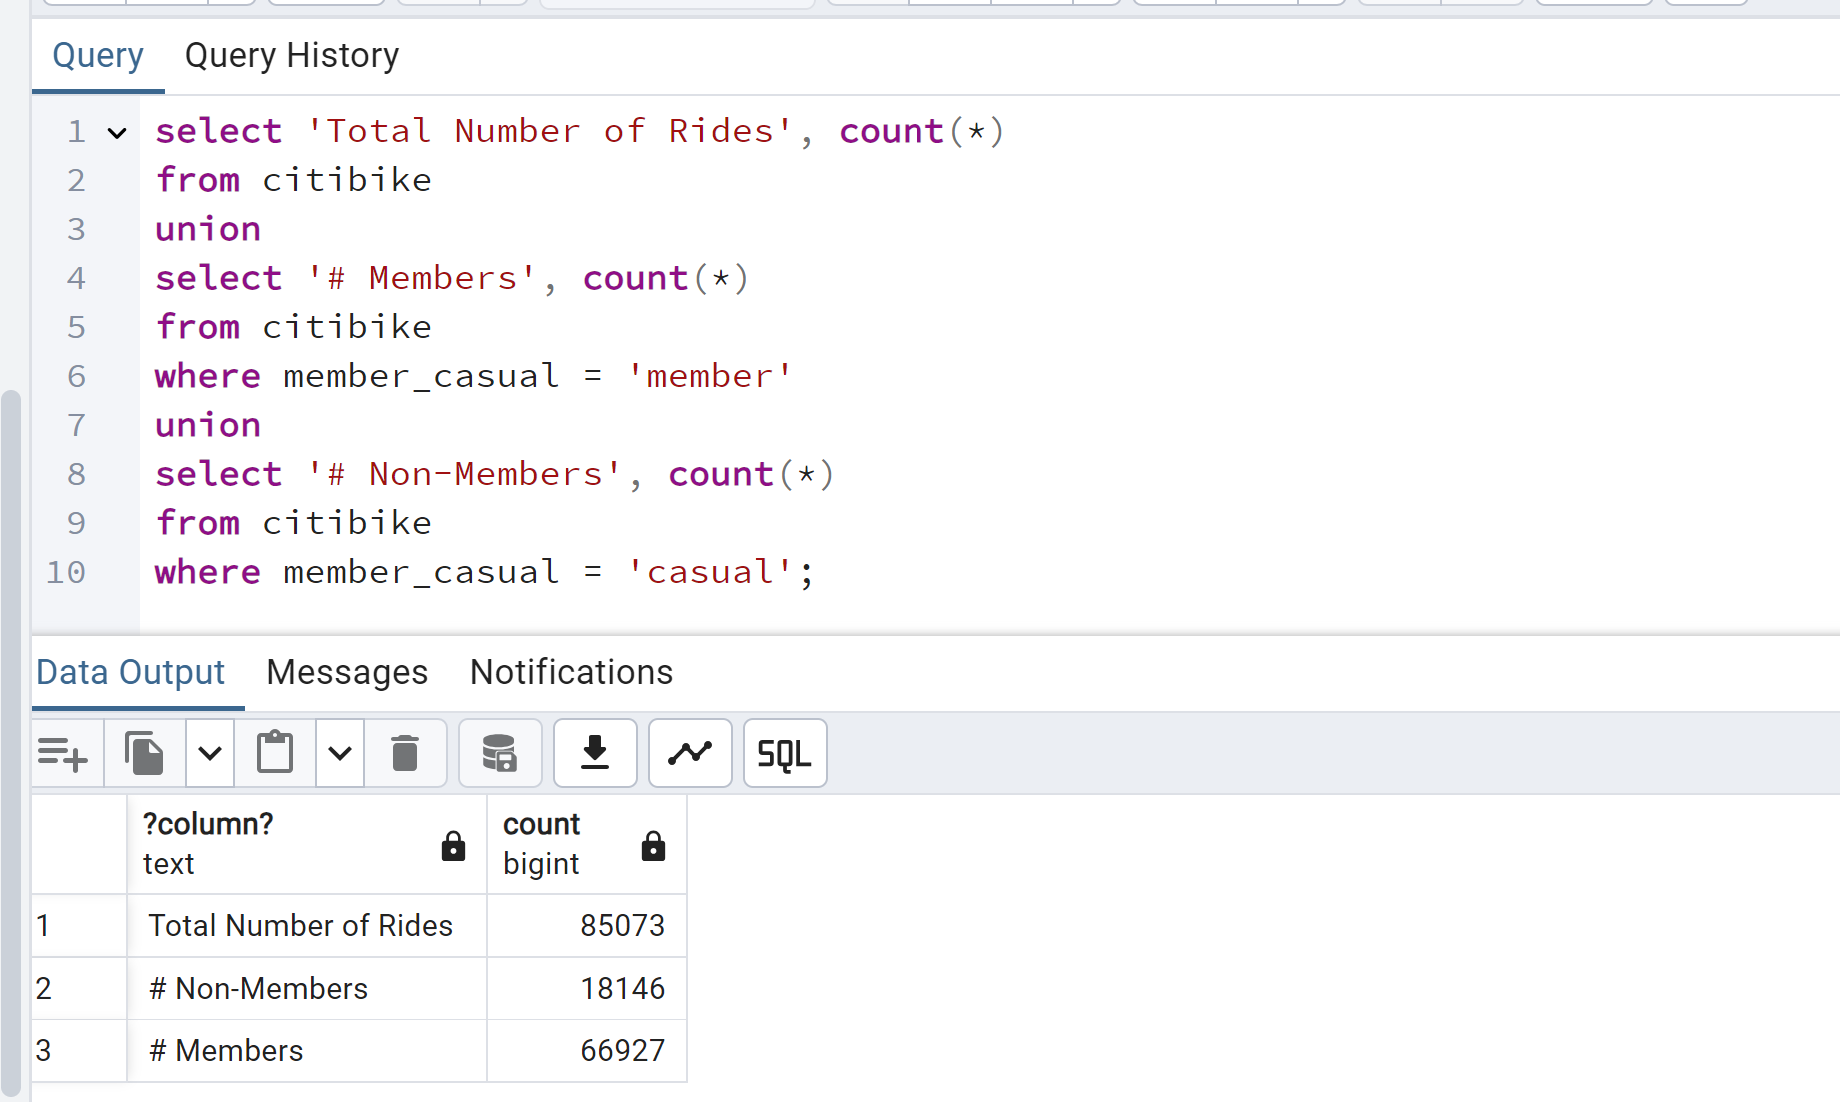 Query Query History
1 select 'Total Number of Rides', count(*)
2 from citibike
3 union
4 select '# Members', count(*)
5 from citibike
6 where member_casual = 'member'
7 union
8 select '# Non-Members', count(*)
9 from citibike
10 where member_casual = 'casual';
Data Output Messages Notifications
SQL
?column? count
text bigint
1 Total Number of Rides 85073
2 # Non-Members 18146
3 # Members 66927